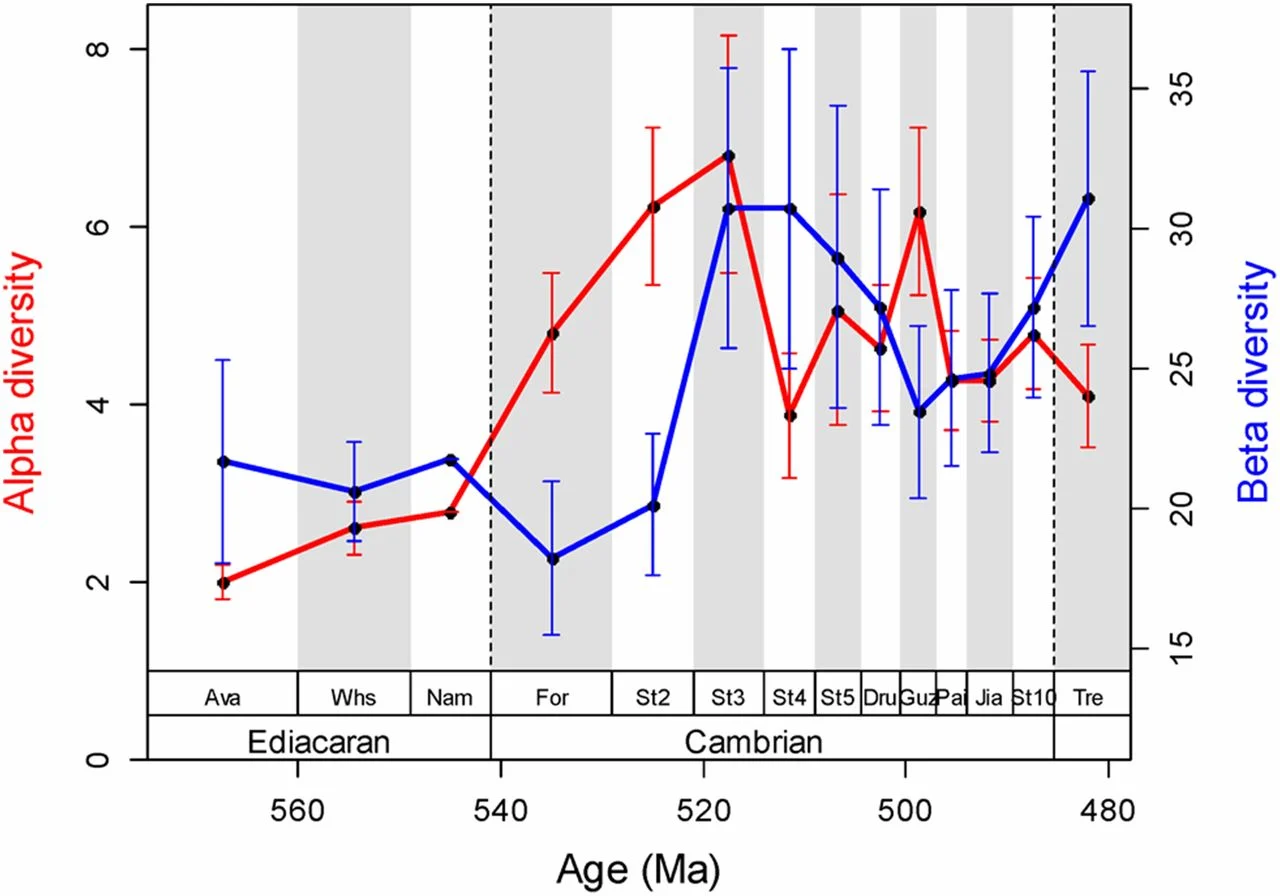 Alpha diversity
8
6
4
2
0
35
30
25
20
15
Beta diversity
Ava Whs Nam For St2 St3 St4 St5 Dru Guz Pai Jia St10 Tre
Ediacaran Cambrian
560 540 520 500 480
Age (Ma)